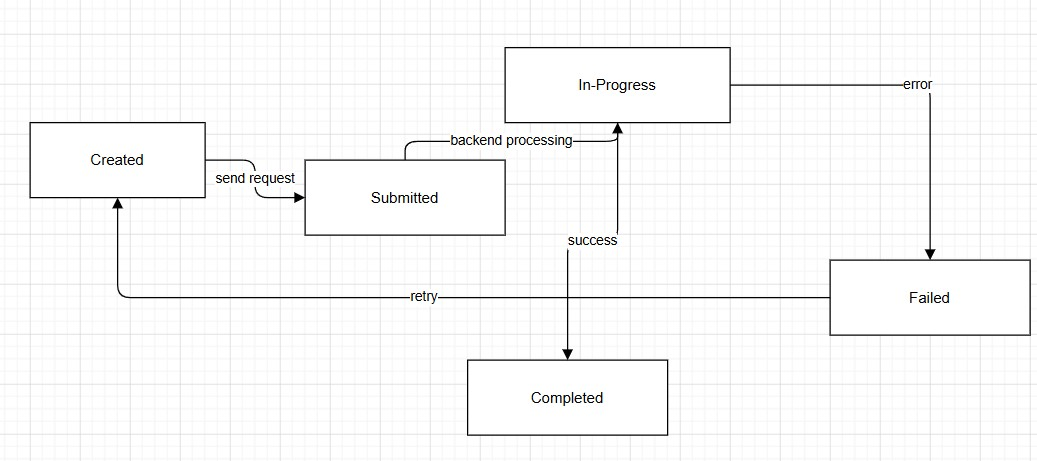 In-Progress
error
Created
backend processing
send request
Submitted
success
retry
Failed
Completed